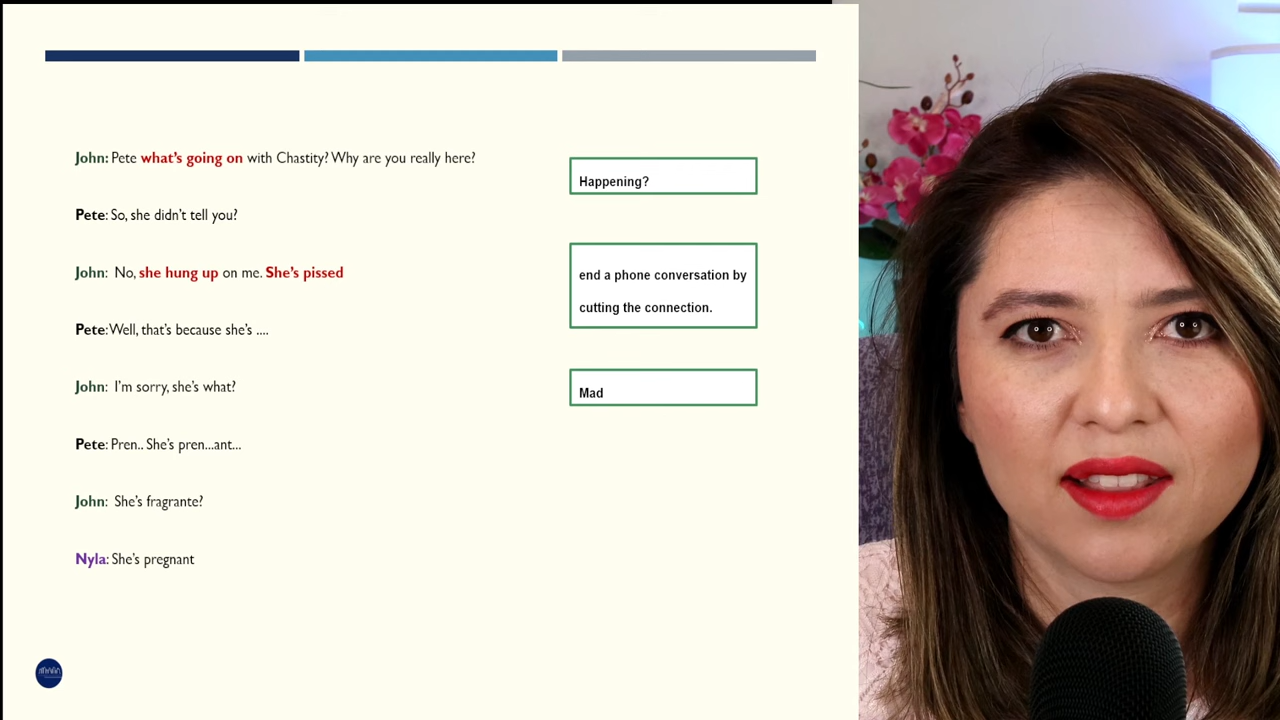 John: Pete what's going on with Chastity? Why are you really here?
Happening?
Pete: So, she didn't tell you?
John: No, she hung up on me. She's pissed
end a phone conversation by
cutting the connection.
Pete: Well, that's because she's ....
John: I'm sorry, she's what?
Mad
Pete: Pren.. She's pren...ant...
John: She's fragrante?
Nyla: She's pregnant